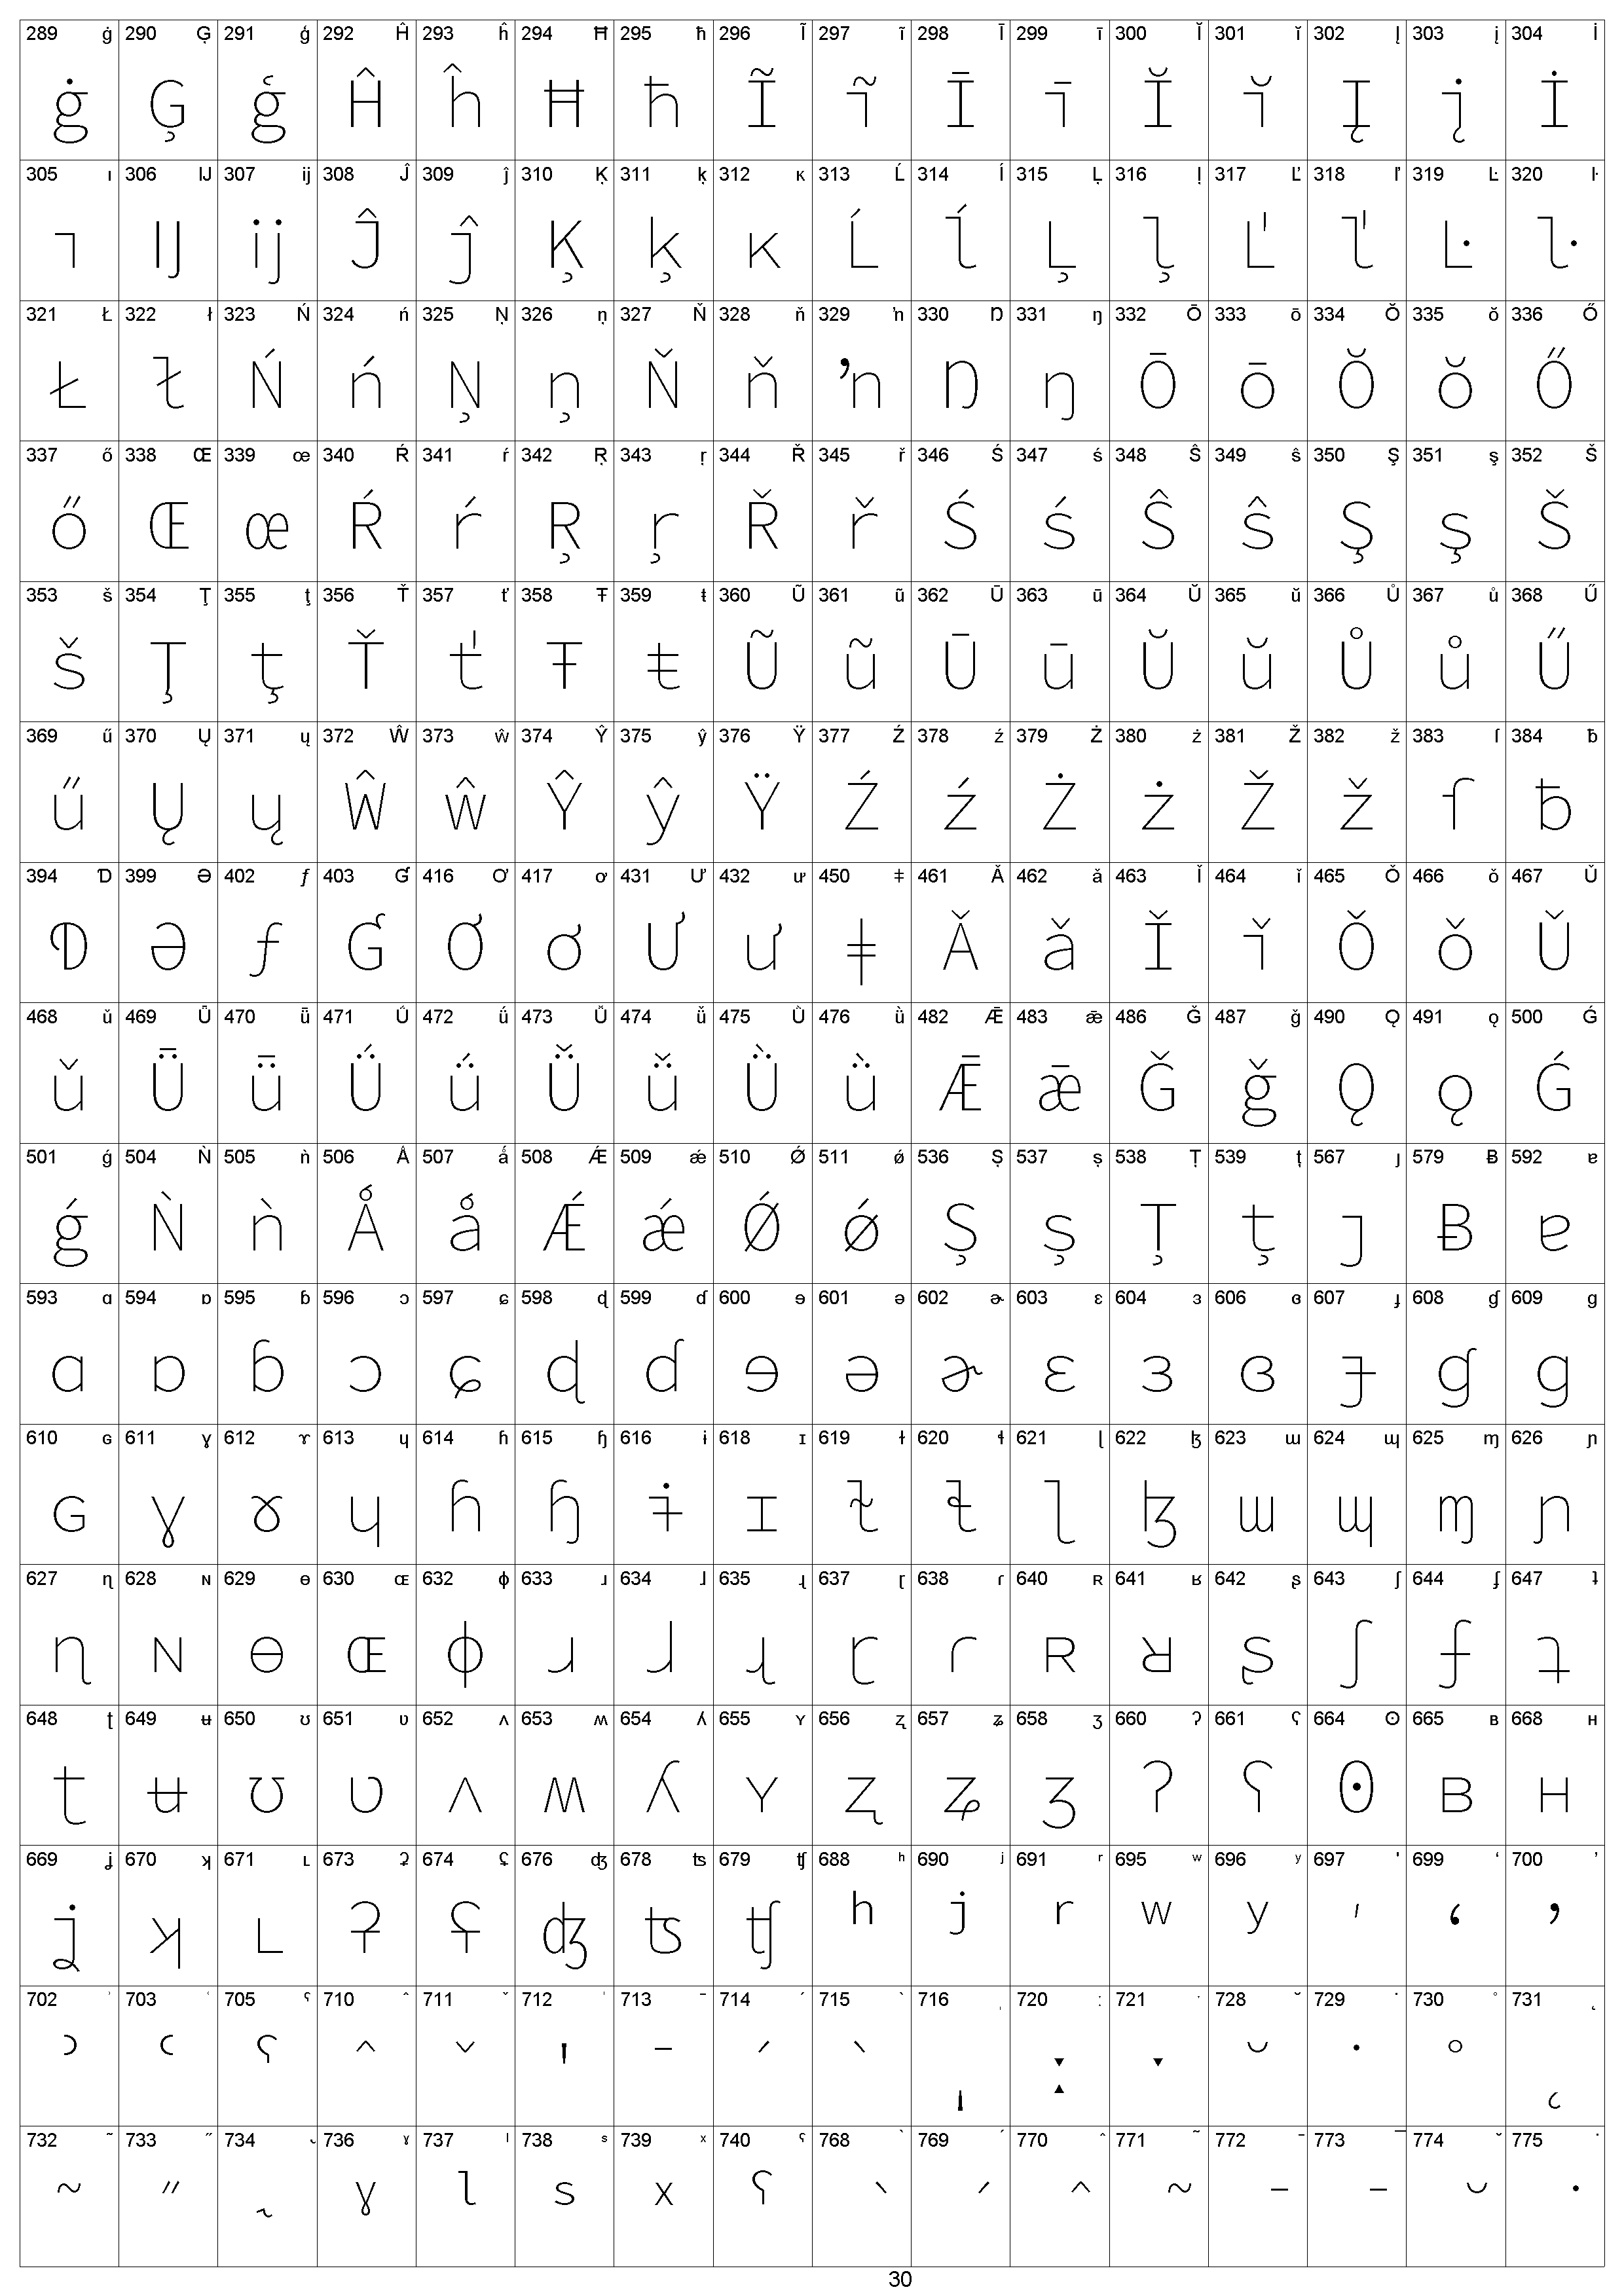 289 ġ 290 Ģ 291 ģ 292 Ĥ 293 ĥ 294 Ħ 295 ħ 296 Ĩ 297 ĩ 298 Ī 299 ī 300 Ĭ 301 ĭ 302 Į 303 į 304 İ
ġ Ģ ģ Ĥ ĥ Ħ ħ Ĩ ĩ Ī ī Ĭ ĭ Į į İ
305 ı 306 IJ 307 ij 308 Ĵ 309 ĵ 310 Ķ 311 ķ 312 ĸ 313 Ĺ 314 ĺ 315 Ļ 316 ļ 317 Ľ 318 ľ 319 Ŀ 320 ŀ
ı IJ ij Ĵ ĵ Ķ ķ ĸ Ĺ ĺ Ļ ļ Ľ ľ Ŀ ŀ
321 Ł 322 ł 323 Ń 324 ń 325 Ņ 326 ņ 327 Ň 328 ň 329 ŉ 330 Ŋ 331 ŋ 332 Ō 333 ō 334 Ŏ 335 ŏ 336 Ő
Ł ł Ń ń Ņ ņ Ň ň ŉ Ŋ ŋ Ō ō Ŏ ŏ Ő
337 ő 338 Œ 339 œ 340 Ŕ 341 ŕ 342 Ŗ 343 ŗ 344 Ř 345 ř 346 Ś 347 ś 348 Ŝ 349 ŝ 350 Ş 351 ş 352 Š
ő Œ œ Ŕ ŕ Ŗ ŗ Ř ř Ś ś Ŝ ŝ Ş ş Š
353 š 354 Ţ 355 ţ 356 Ť 357 ť 358 Ŧ 359 ŧ 360 Ũ 361 ũ 362 Ū 363 ū 364 Ŭ 365 ŭ 366 Ů 367 ů 368 Ű
š Ţ ţ Ť ť Ŧ ŧ Ũ ũ Ū ū Ŭ ŭ Ů ů Ű
369 ű 370 Ų 371 ų 372 Ŵ 373 ŵ 374 Ŷ 375 ŷ 376 Ÿ 377 Ź 378 ź 379 Ż 380 ż 381 Ž 382 ž 383 ſ 384 ƀ
ű Ų ų Ŵ ŵ Ŷ ŷ Ÿ Ź ź Ż ż Ž ž ſ ƀ
394 Ɗ 399 Ə 402 ƒ 403 Ɠ 416 Ơ 417 ơ 431 Ư 432 ư 450 ǂ 461 Ǎ 462 ǎ 463 Ǐ 464 ǐ 465 Ǒ 466 ǒ 467 Ǔ
Ɗ Ə ƒ Ɠ Ơ ơ Ư ư ǂ Ǎ ǎ Ǐ ǐ Ǒ ǒ Ǔ
468 ǔ 469 Ǖ 470 ǖ 471 Ǘ 472 ǘ 473 Ǚ 474 ǚ 475 Ǜ 476 ǜ 482 Ǣ 483 ǣ 486 Ǧ 487 ǧ 490 Ǫ 491 ǫ 500 Ǵ
ǔ Ǖ ǖ Ǘ ǘ Ǚ ǚ Ǜ ǜ Ǣ ǣ Ǧ ǧ Ǫ ǫ Ǵ
501 ǵ 504 Ǹ 505 ǹ 506 Ǻ 507 ǻ 508 Ǽ 509 ǽ 510 Ǿ 511 ǿ 536 Ș 537 ș 538 Ț 539 ț 567 ȷ 579 Ƀ 592 ɐ
ǵ Ǹ ǹ Ǻ ǻ Ǽ ǽ Ǿ ǿ Ș ș Ț ț ȷ Ƀ ɐ
593 ɑ 594 ɒ 595 ɓ 596 ɔ 597 ɕ 598 ɖ 599 ɗ 600 ɘ 601 ə 602 ɚ 603 ɛ 604 ɜ 606 ɞ 607 ɟ 608 ɠ 609 ɡ
ɑ ɒ ɓ ɔ ɕ ɖ ɗ ɘ ə ɚ ɛ ɜ ɞ ɟ ɠ ɡ
610 ɢ 611 ɣ 612 ɤ 613 ɥ 614 ɦ 615 ɧ 616 ɨ 618 ɪ 619 ɫ 620 ɬ 621 ɭ 622 ɮ 623 ɯ 624 ɰ 625 ɱ 626 ɲ
ɢ ɣ ɤ ɥ ɦ ɧ ɨ ɪ ɫ ɬ ɭ ɮ ɯ ɰ ɱ ɲ
627 ɳ 628 ɴ 629 ɵ 630 ɶ 632 ɸ 633 ɹ 634 ɺ 635 ɻ 637 ɽ 638 ɾ 640 ʀ 641 ʁ 642 ʂ 643 ʃ 644 ʄ 647 ʇ
ɳ ɴ ɵ ɶ ɸ ɹ ɺ ɻ ɽ ɾ ʀ ʁ ʂ ʃ ʄ ʇ
648 ʈ 649 ʉ 650 ʊ 651 ʋ 652 ʌ 653 ʍ 654 ʎ 655 ʏ 656 ʐ 657 ʑ 658 ʒ 660 ʔ 661 ʕ 664 ʘ 665 ʙ 668 ʜ
ʈ ʉ ʊ ʋ ʌ ʍ ʎ ʏ ʐ ʑ ʒ ʔ ʕ ʘ ʙ ʜ
669 ʝ 670 ʞ 671 ʟ 673 ʡ 674 ʢ 676 ʤ 678 ʦ 679 ʧ 688 ʰ 690 ʲ 691 ʳ 695 ʷ 696 ʸ 697 ʹ 699 ʻ 700 ʼ
ʝ ʞ ʟ ʡ ʢ ʤ ʦ ʧ ʰ ʲ ʳ ʷ ʸ ʹ ʻ ʼ
702 ʾ 703 ʿ 705 ˁ 710 ˆ 711 ˇ 712 ˈ 713 ˉ 714 ˊ 715 ˋ 716 ˌ 720 ː 721 ˑ 728 ˘ 729 ˙ 730 ˚ 731 ˛
ʾ ʿ ˁ ˆ ˇ ˈ ˉ ˊ ˋ ˌ ː ˑ ˘ ˙ ˚ ˛
732 ˜ 733 ˝ 734 ˞ 736 ˠ 737 ˡ 738 ˢ 739 ˣ 740 ˤ 768 ̀ 769 ́ 770 ̂ 771 ̃ 772 ̄ 773 ̅ 774 ̆ 775 ̇
˜ ˝ ˞ ˠ ˡ ˢ ˣ ˤ ̀ ́ ̂ ̃ ̄ ̅ ̆ ̇
30